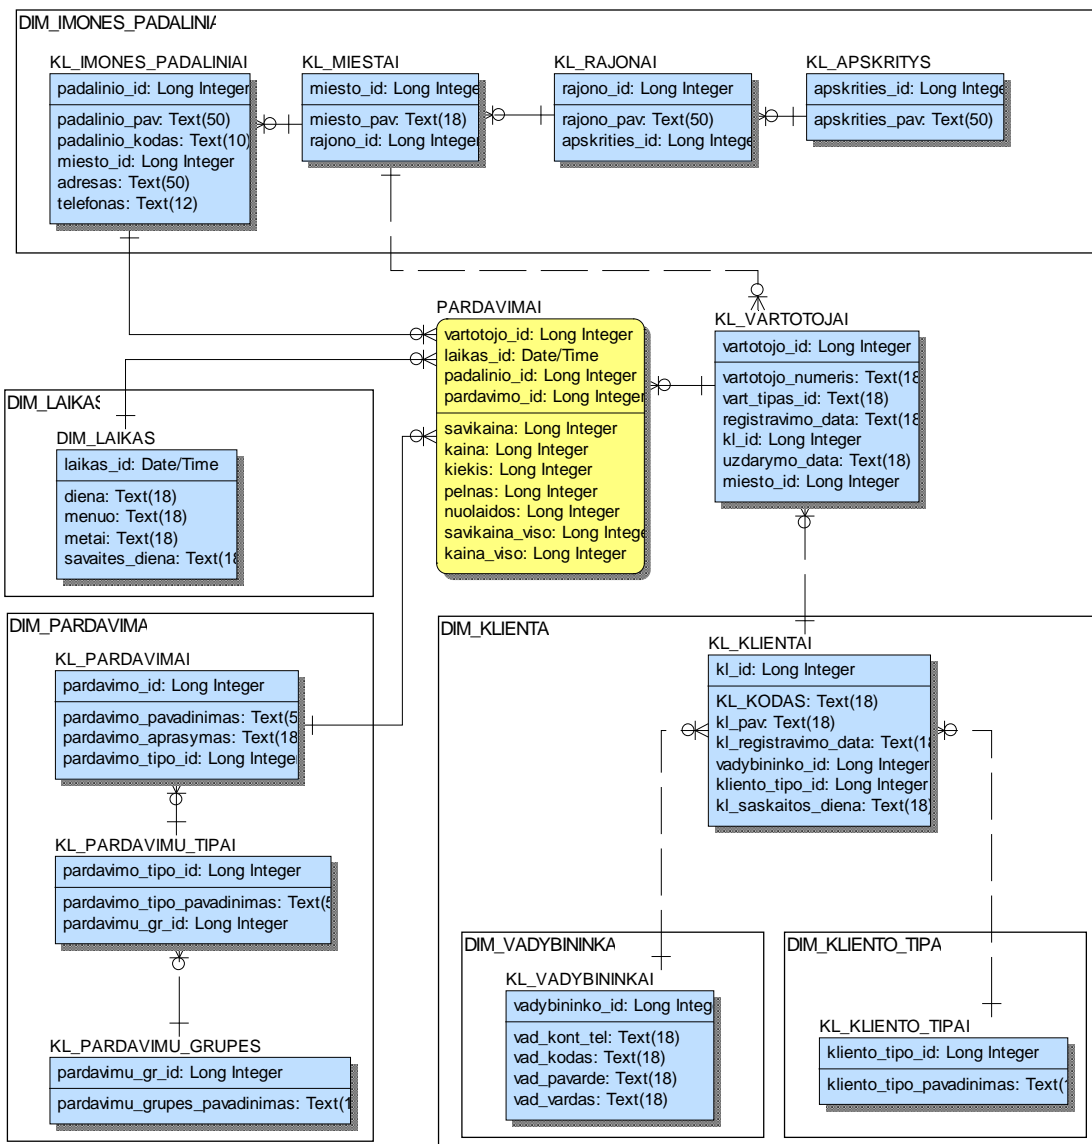 DIM_IMONES_PADALINIA
KL_IMONES_PADALINIAI
padalinio_id: Long Integer
padalinio_pav: Text(50)
padalinio_kodas: Text(10)
miesto_id: Long Integer
adresas: Text(50)
telefonas: Text(12)
KL_MIESTAI
miesto_id: Long Integer
miesto_pav: Text(18)
rajono_id: Long Integ
KL_RAJONAI
rajono_id: Long Integer
rajono_pav: Text(50)
apskrities_id: Long Intege
KL_APSKRITYS
apskrities_id: Long Intege
apskrities_pav: Text(50)
PARDAVIMAI
vartotojo_id: Long Integer
laikas_id: Date/Time
padalinio_id: Long Integer
pardavimo_id: Long Integer
savikaina: Long Integer
kaina: Long Integer
kiekis: Long Integer
pelnas: Long Integer
nuolaidos: Long Integer
savikaina_viso: Long Intege
kaina_viso: Long Integer
KL_VARTOTOJAI
vartotojo_id: Long Integer
vartotojo_numeris: Text(18
vart_tipas_id: Text(18)
registravimo_data: Text(18
kl_id: Long Integer
uzdarymo_data: Text(18)
miesto_id: Long Integer
DIM_LAIKAS
DIM_LAIKAS
laikas_id: Date/Time
diena: Text(18)
menuo: Text(18)
metai: Text(18)
savaites_diena: Text(18
DIM_PARDAVIMA
KL_PARDAVIMAI
pardavimo_id: Long Integer
pardavimo_pavadinimas: Text(5
pardavimo_aprasymas: Text(18
pardavimo_tipo_id: Long Intege
KL_PARDAVIMU_TIPAI
pardavimo_tipo_id: Long Integer
pardavimo_tipo_pavadinimas: Text(5
pardavimu_gr_id: Long Integer
KL_PARDAVIMU_GRUPES
pardavimu_gr_id: Long Integer
pardavimu_grupes_pavadinimas: Text(1
DIM_KLIENTA
KL_KLIENTAI
kl_id: Long Integer
KL_KODAS: Text(18)
kl_pav: Text(18)
kl_registravimo_data: Text(18
vadybininko_id: Long Integer
kliento_tipo_id: Long Integer
kl_saskaitos_diena: Text(18)
DIM_VADYBININKA
KL_VADYBININKAI
vadybininko_id: Long Integ
vad_kont_tel: Text(18)
vad_kodas: Text(18)
vad_pavarde: Text(18)
vad_vardas: Text(18)
DIM_KLIENTO_TIPA
KL_KLIENTO_TIPAI
kliento_tipo_id: Long Integer
kliento_tipo_pavadinimas: Text(1